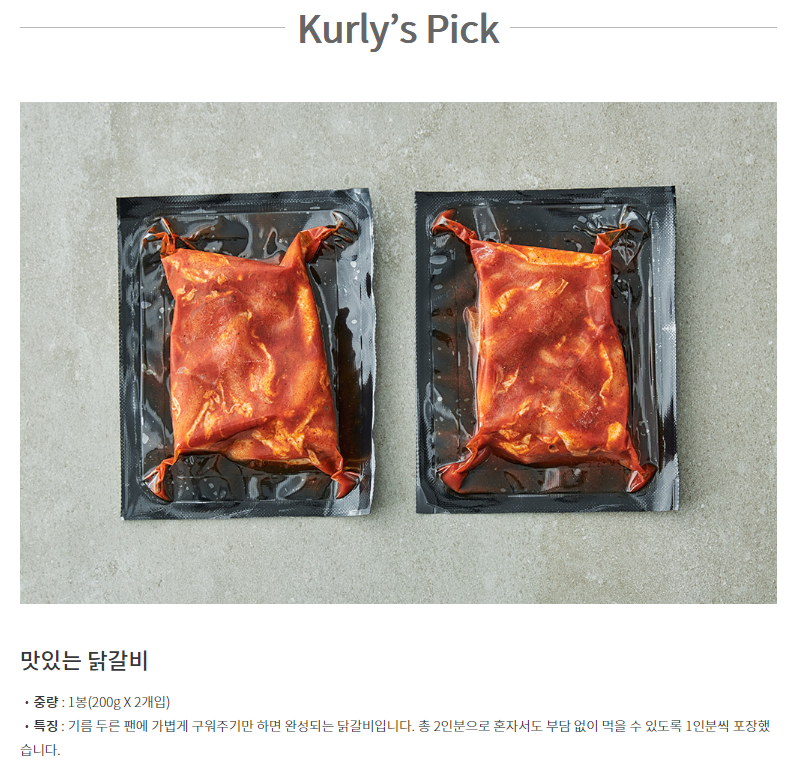 Kurly’s Pick
맛있는 닭갈비
・중량 : 1봉(200g X 2개입)
・특징 : 기름 두른 팬에 가볍게 구워주기만 하면 완성되는 닭갈비입니다. 총 2인분으로 혼자서도 부담 없이 먹을 수 있도록 1인분씩 포장했
습니다.